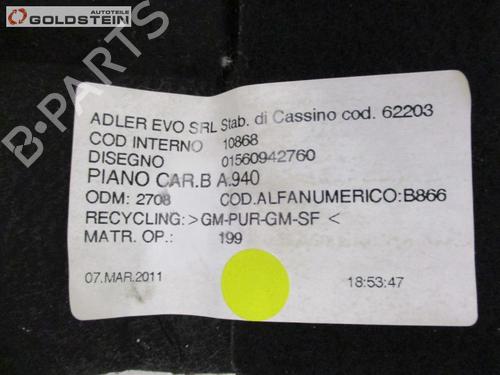 AUTOTEILE
GOLDSTEIN
B-PARTS
ADLER EVO SRL Stab. di Cassino cod. 62203
COD INTERNO 10868
DISEGNO 01560942760
PIANO CAR.B A.940
ODM: 2708 COD.ALFANUMERICO:B866
RECYCLING:>GM-PUR-GM-SF <
MATR. OP.: 199
07.MAR.2011 18:53:47